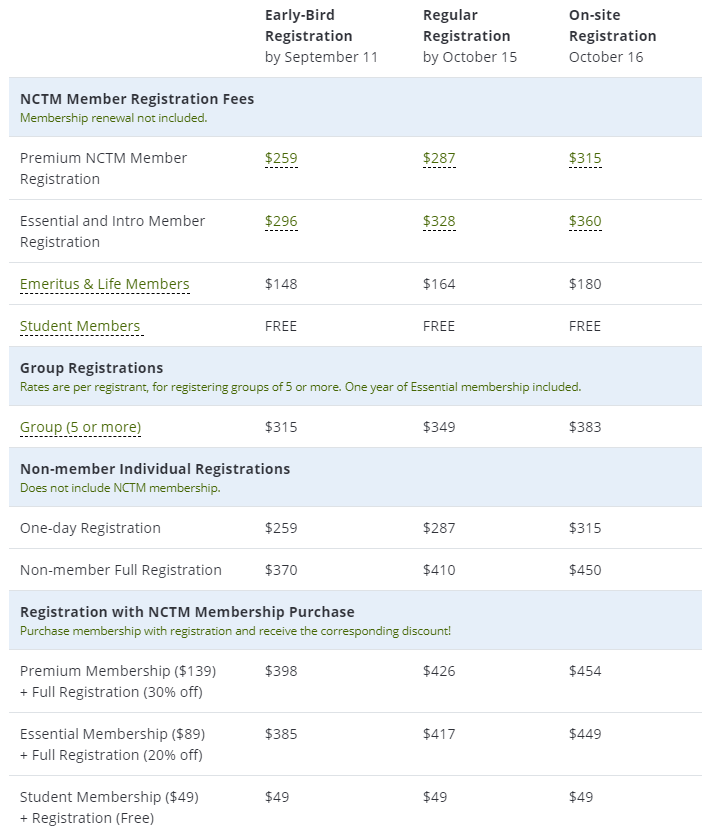 Early-Bird Registration by September 11
Regular Registration by October 15
On-site Registration October 16
NCTM Member Registration Fees
Membership renewal not included.
Premium NCTM Member Registration $259 $287 $315
Essential and Intro Member Registration $296 $328 $360
Emeritus & Life Members $148 $164 $180
Student Members FREE FREE FREE
Group Registrations
Rates are per registrant, for registering groups of 5 or more. One year of Essential membership included.
Group (5 or more) $315 $349 $383
Non-member Individual Registrations
Does not include NCTM membership.
One-day Registration $259 $287 $315
Non-member Full Registration $370 $410 $450
Registration with NCTM Membership Purchase
Purchase membership with registration and receive the corresponding discount!
Premium Membership ($139) $398 $426 $454
+ Full Registration (30% off)
Essential Membership ($89) $385 $417 $449
+ Full Registration (20% off)
Student Membership ($49) $49 $49 $49
+ Registration (Free)